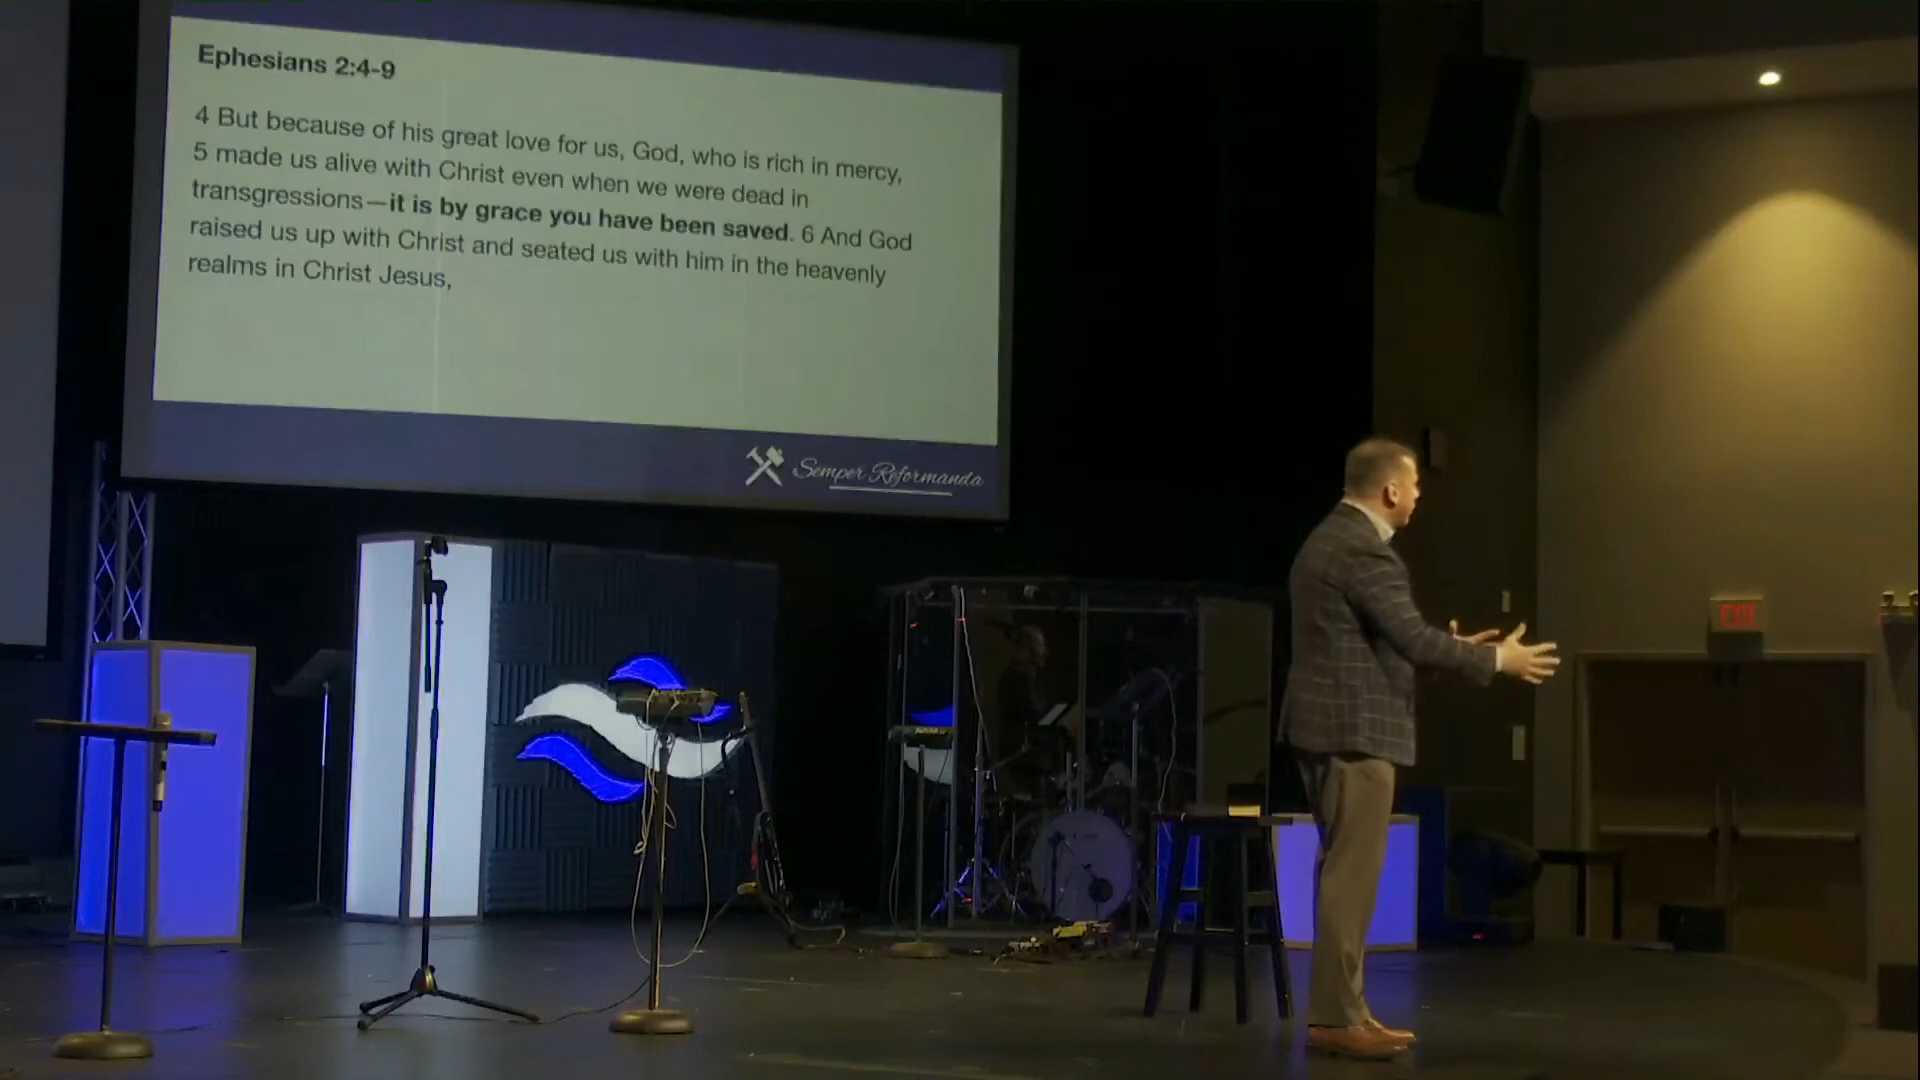 Ephesians 2:4-9
4 But because of his great love for us, God, who is rich in mercy,
5 made us alive with Christ even when we were dead in
transgressions—it is by grace you have been saved. 6 And God
raised us up with Christ and seated us with him in the heavenly
realms in Christ Jesus,
Semper Reformanda
EXIT